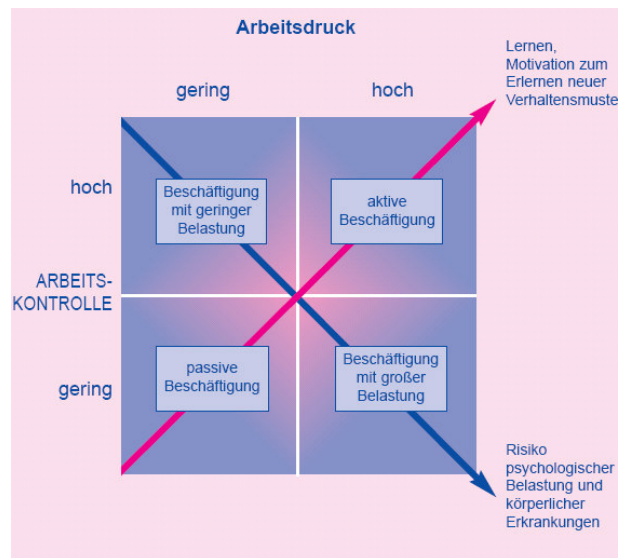 Arbeitsdruck
Lernen,
Motivation zum
Erlernen neuer
Verhaltensmuste
gering
hoch
hoch
Beschäftigung
mit geringer
Belastung
aktive
Beschäftigung
ARBEITS-
KONTROLLE
gering
passive
Beschäftigung
Beschäftigung
mit großer
Belastung
Risiko
psychologischer
Belastung und
körperlicher
Erkrankungen